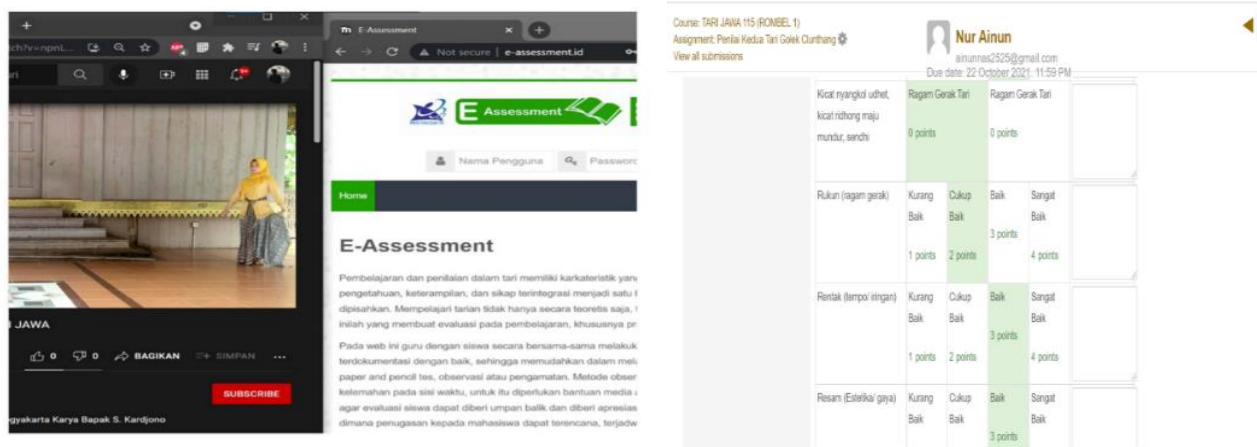 tch?v=npnL...
I JAWA
0
0
BAGIKAN
SIMPAN
...
SUBSCRIBE
gyakarta Karya Bapak S. Kardjono
E-Assessment
Not secure | e-assessment.id
E Assessment
Nama Pengguna
Password
Home
E-Assessment
Pembelajaran dan penilaian dalam tari memiliki karkateristik yang
pengetahuan, keterampilan, dan sikap terintegrasi menjadi satu
dipisahkan. Mempelajari tarian tidak hanya secara teoretis saja,
inilah yang membuat evaluasi pada pembelajaran, khususnya pr
Pada web ini guru dengan siswa secara bersama-sama melakuk
terdokumentasi dengan baik, sehingga memudahkan dalam mela
paper and pencil tes, observasi atau pengamatan. Metode obser
kelemahan pada sisi waktu, untuk itu diperlukan bantuan media
agar evaluasi siswa dapat diberi umpan balik dan diberi apresias
dimana penugasan kepada mahasiswa dapat terencana, terjadw
Course: TARI JAWA 115 (ROMBEL 1)
Assignment: Penilai Kedua Tari Golek Clunthang
View all submissions
Nur Ainun
ainunnas2525@gmail.com
Due date: 22 October 2021, 11:59 PM
Kicat nyangkol udhet, Ragam Gerak Tari Ragam Gerak Tari
kicat ridhong maju
mundur, sendhi 0 points 0 points
Rukun (ragam gerak) Kurang Cukup Baik Sangat
Baik Baik Baik
3 points
1 points 2 points 4 points
Rentak (tempo/ iringan) Kurang Cukup Baik Sangat
Baik Baik Baik
3 points
1 points 2 points 4 points
Resam (Estetika/ gaya) Kurang Cukup Baik Sangat
Baik Baik Baik
3 points